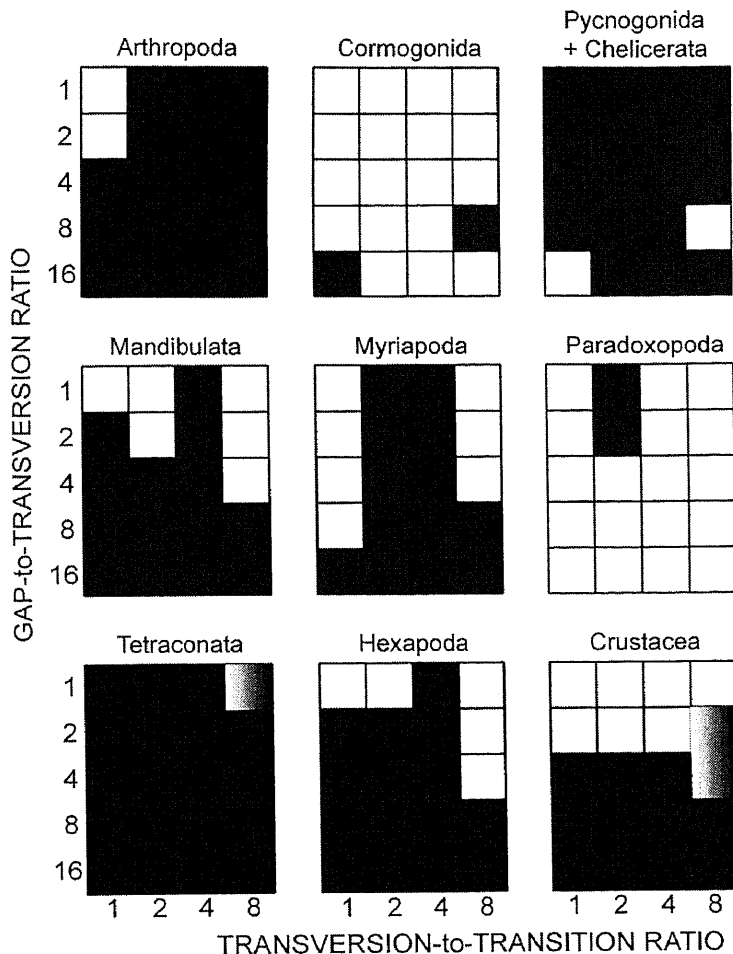 Arthropoda
Cormogonida
Pycnogonida
+ Chelicerata
1
2
4
8
16
Mandibulata
Myriapoda
Paradoxopoda
1
2
4
8
16
Tetraconata
Hexapoda
Crustacea
1
2
4
8
16
1 2 4 8
1 2 4 8
1 2 4 8
GAP-to-TRANSVERSION RATIO
TRANSVERSION-to-TRANSITION RATIO